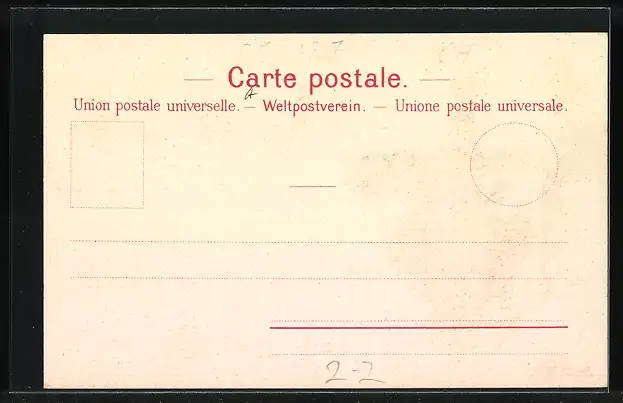 — Carte postale. —
Union postale universelle. — Weltpostverein. — Unione postale universale.
2-2